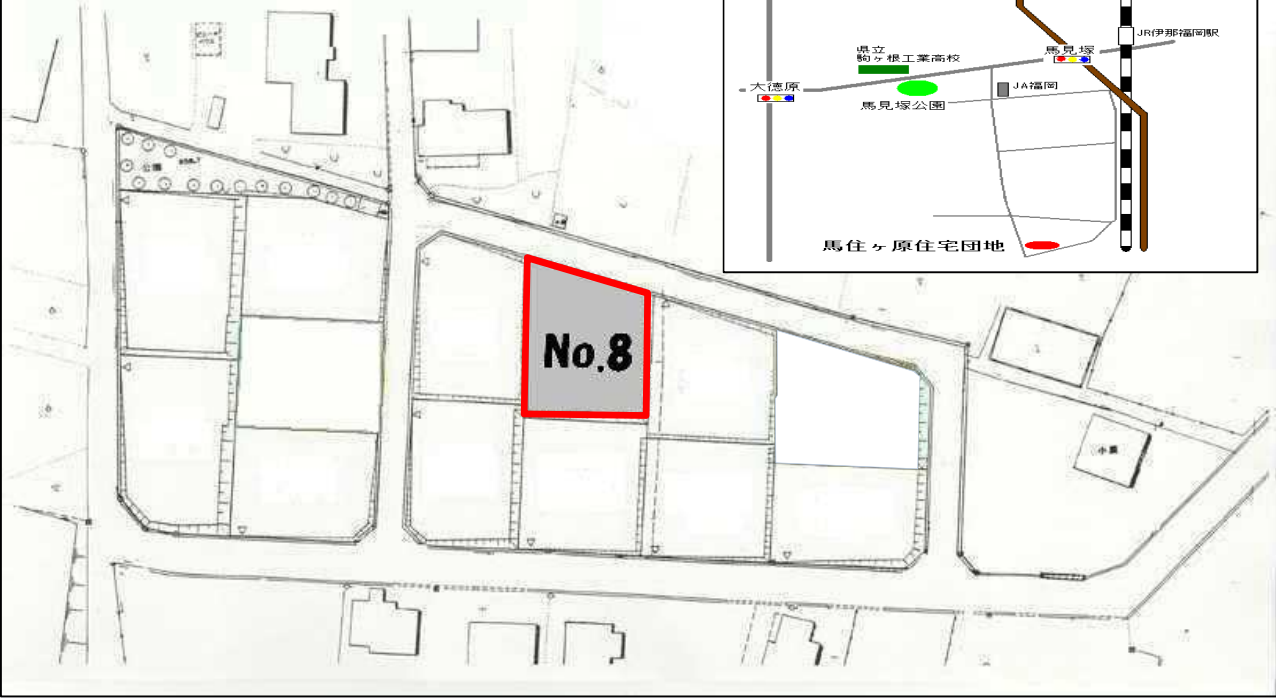 JR伊那福岡駅
県立
駒ヶ根工業高校
馬見塚
大徳原
JA福岡
馬見塚公園
馬住ヶ原住宅団地
公園
No.8